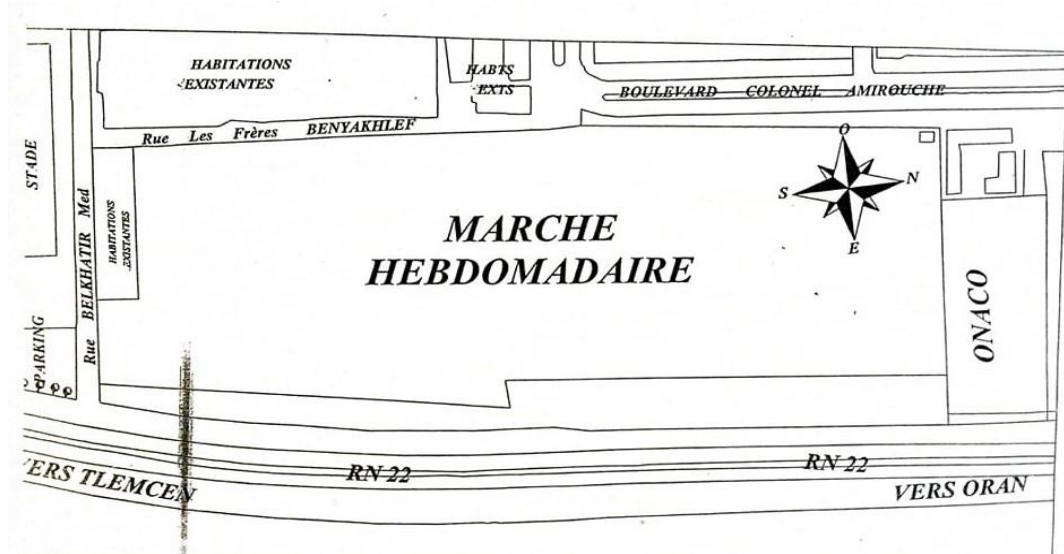 HABITATIONS
EXISTANTES
HABTS
EXTS
BOULEVARD COLONEL AMIROUCHE
Rue Les Frères BENYAKHLEF
STADE
Rue BELKHATIR Med
HABITATIONS
EXISTANTES
O
N
S
E
MARCHE
HEBDOMADAIRE
ONACO
PARKING
RN 22
RN 22
VERS TLEMCEN
VERS ORAN